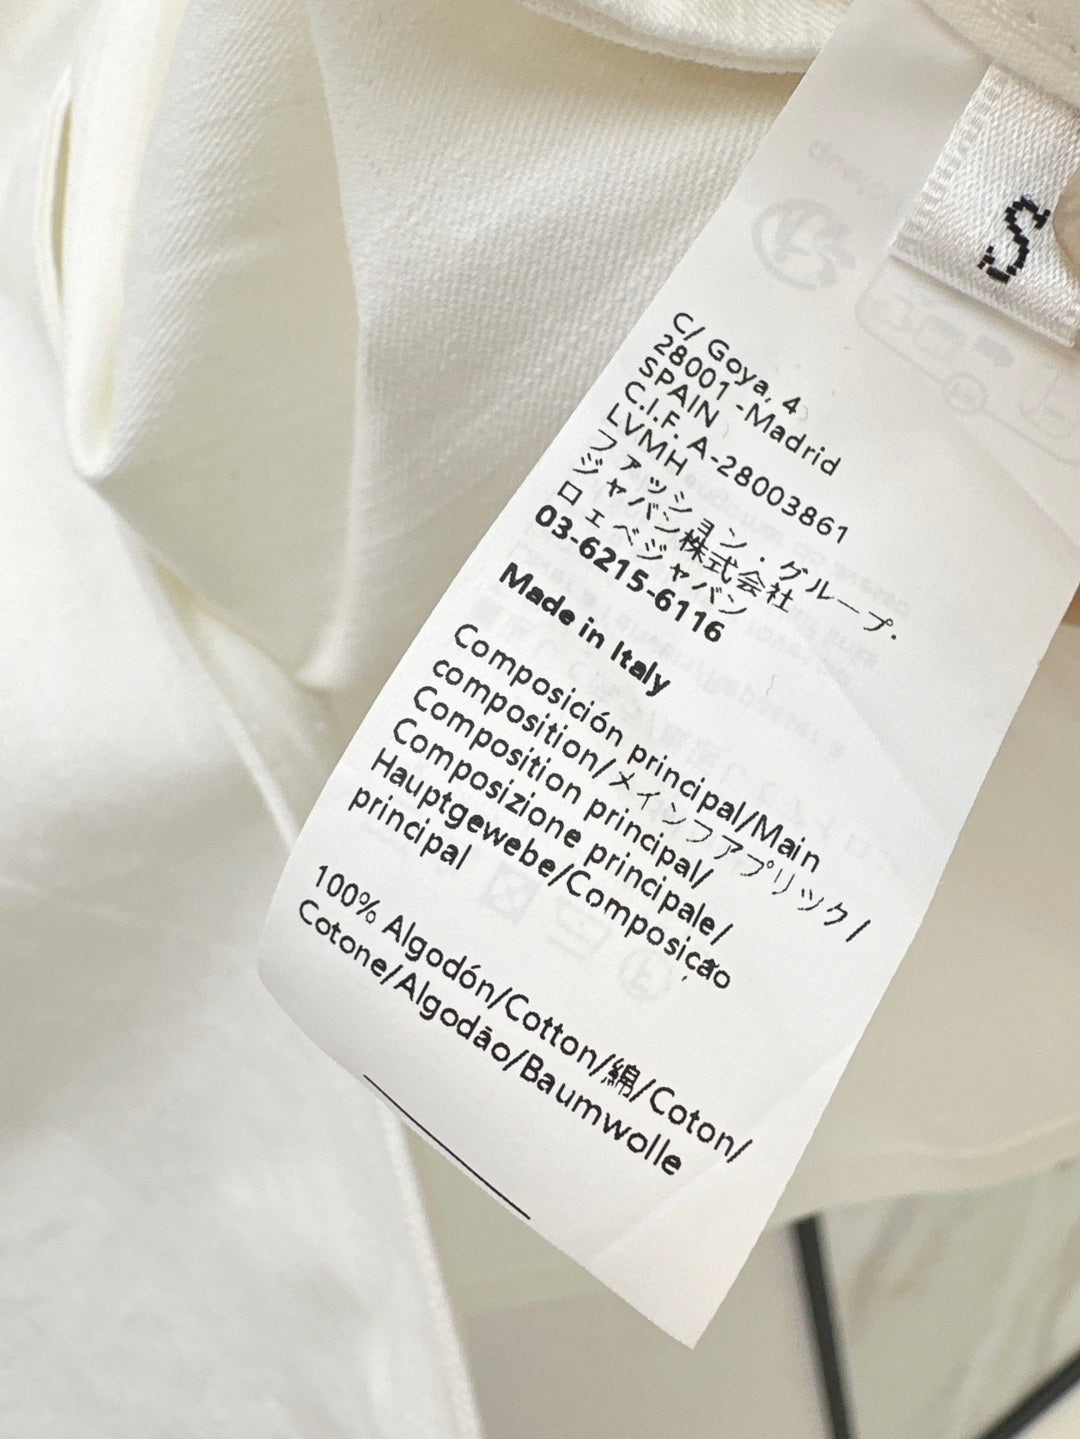 S
C/ Goya, 4
28001 -Madrid
SPAIN
C.I.F. A-28003861
LVMH
ファッション・グループ.
ジャパン株式会社
ロエベジャパン
03-6215-6116
Made in Italy
Composición principal/Main
composition/メインファブリック/
Composition principal/
Composizione principale/
Hauptgewebe/Composição
principal
100% Algodón/Cotton/綿/Coton/
Cotone/Algodão/Baumwolle